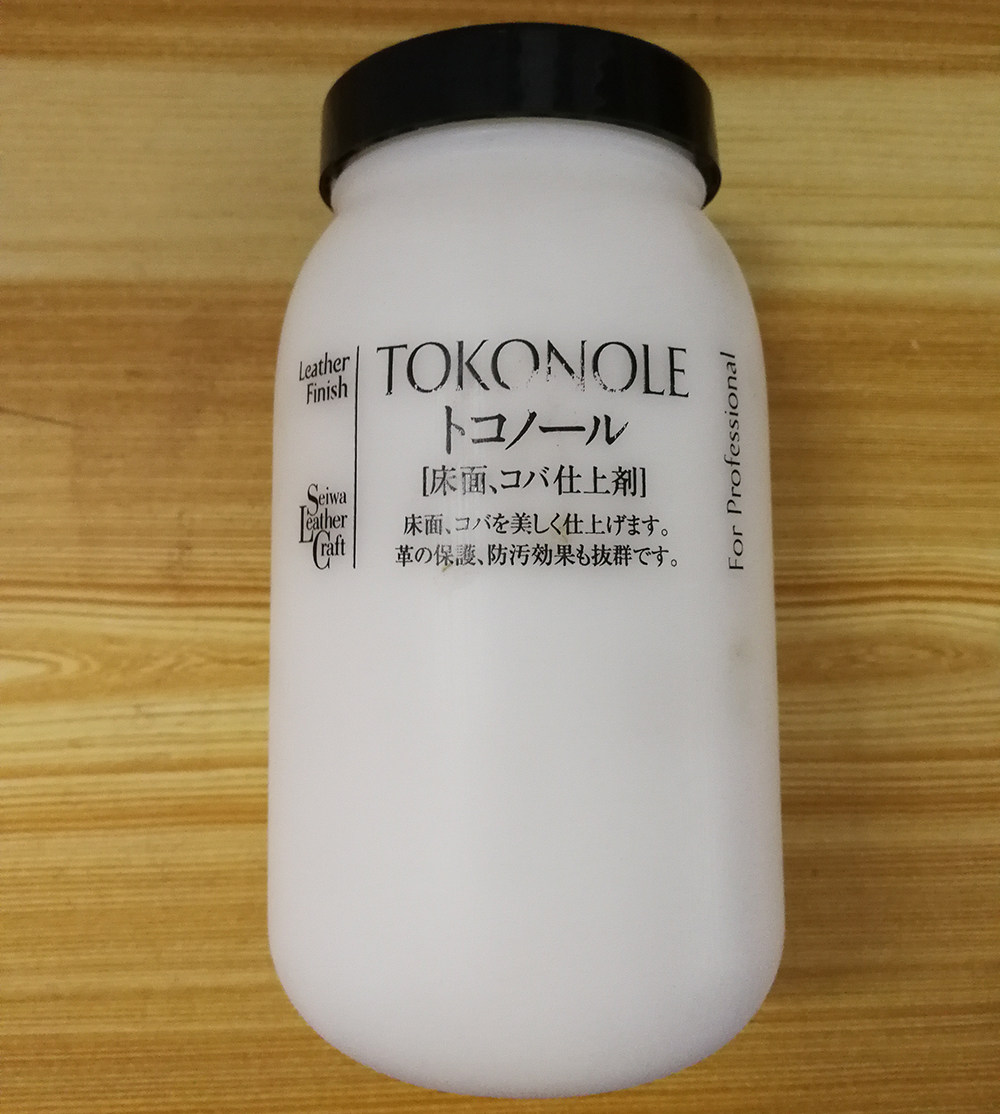 Leather
Finish
Seiwa
Leather
Craft
TOKONOLE
トコノール
[床面、コバ仕上剤]
床面、コバを美しく仕上げます。
革の保護、防汚効果も抜群です。
For Professional